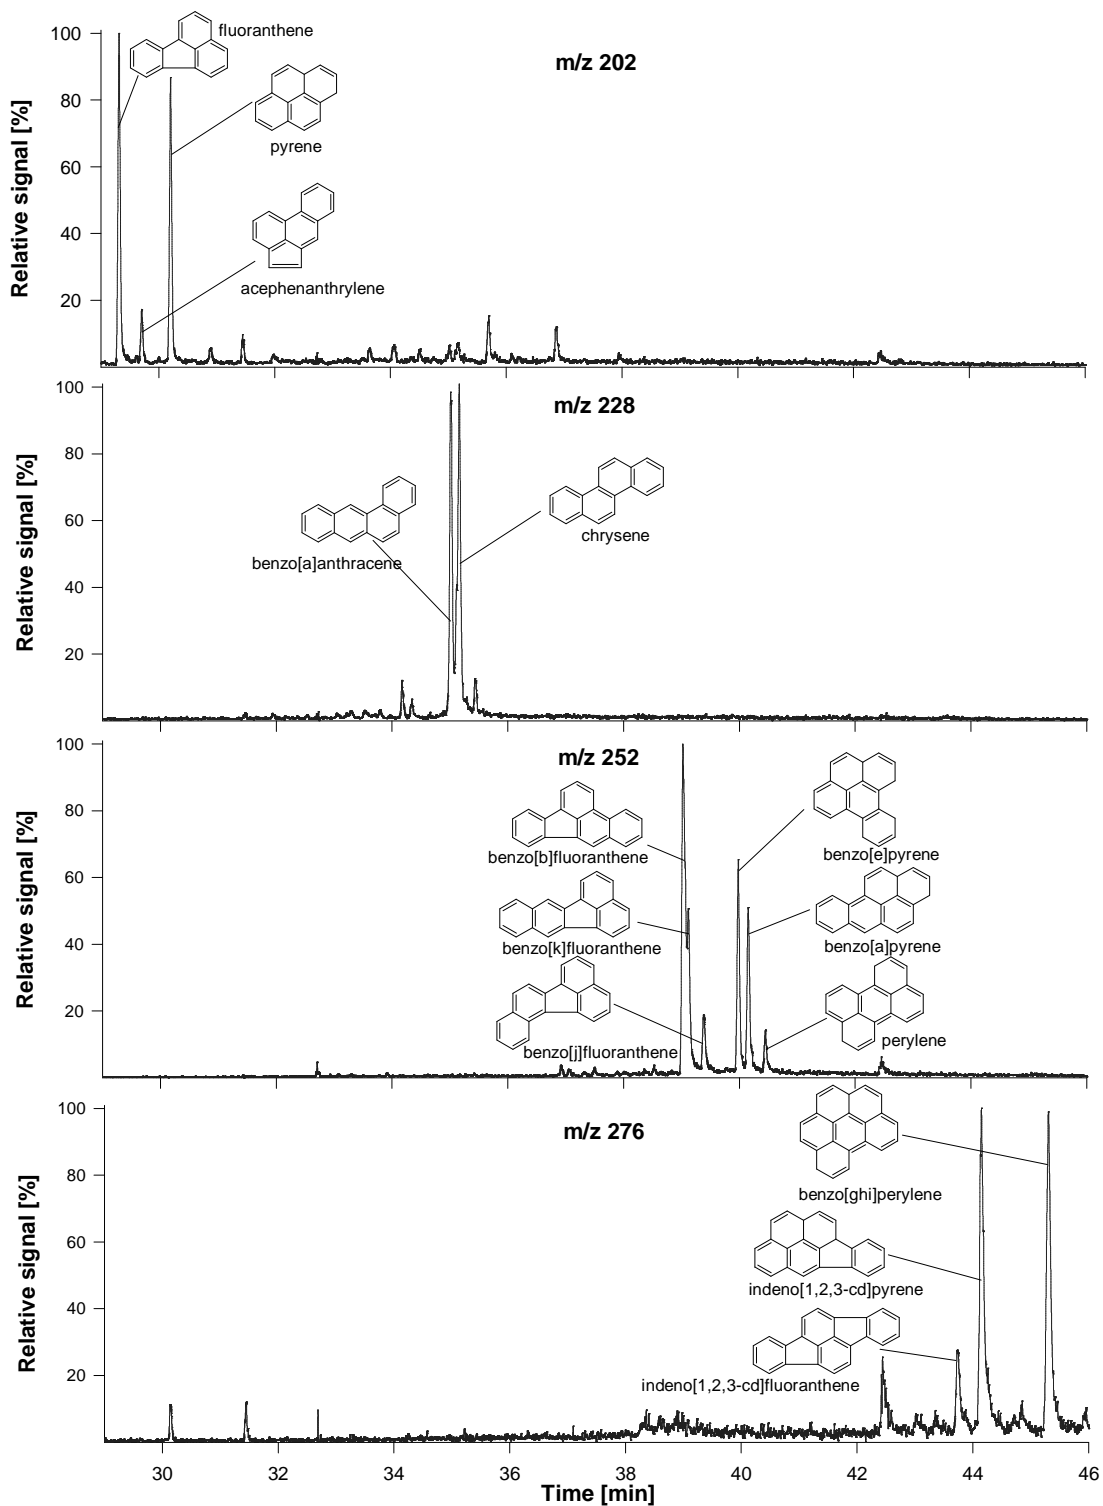 m/z 202
Relative signal [%]
100
80
60
40
20
fluoranthene
pyrene
acephenanthrylene
m/z 228
Relative signal [%]
100
80
60
40
20
benzo[a]anthracene
chrysene
m/z 252
Relative signal [%]
100
80
60
40
20
benzo[b]fluoranthene
benzo[k]fluoranthene
benzo[j]fluoranthene
benzo[e]pyrene
benzo[a]pyrene
perylene
m/z 276
Relative signal [%]
100
80
60
40
20
benzo[ghi]perylene
indeno[1,2,3-cd]pyrene
indeno[1,2,3-cd]fluoranthene
30 32 34 36 38 40 42 44 46
Time [min]